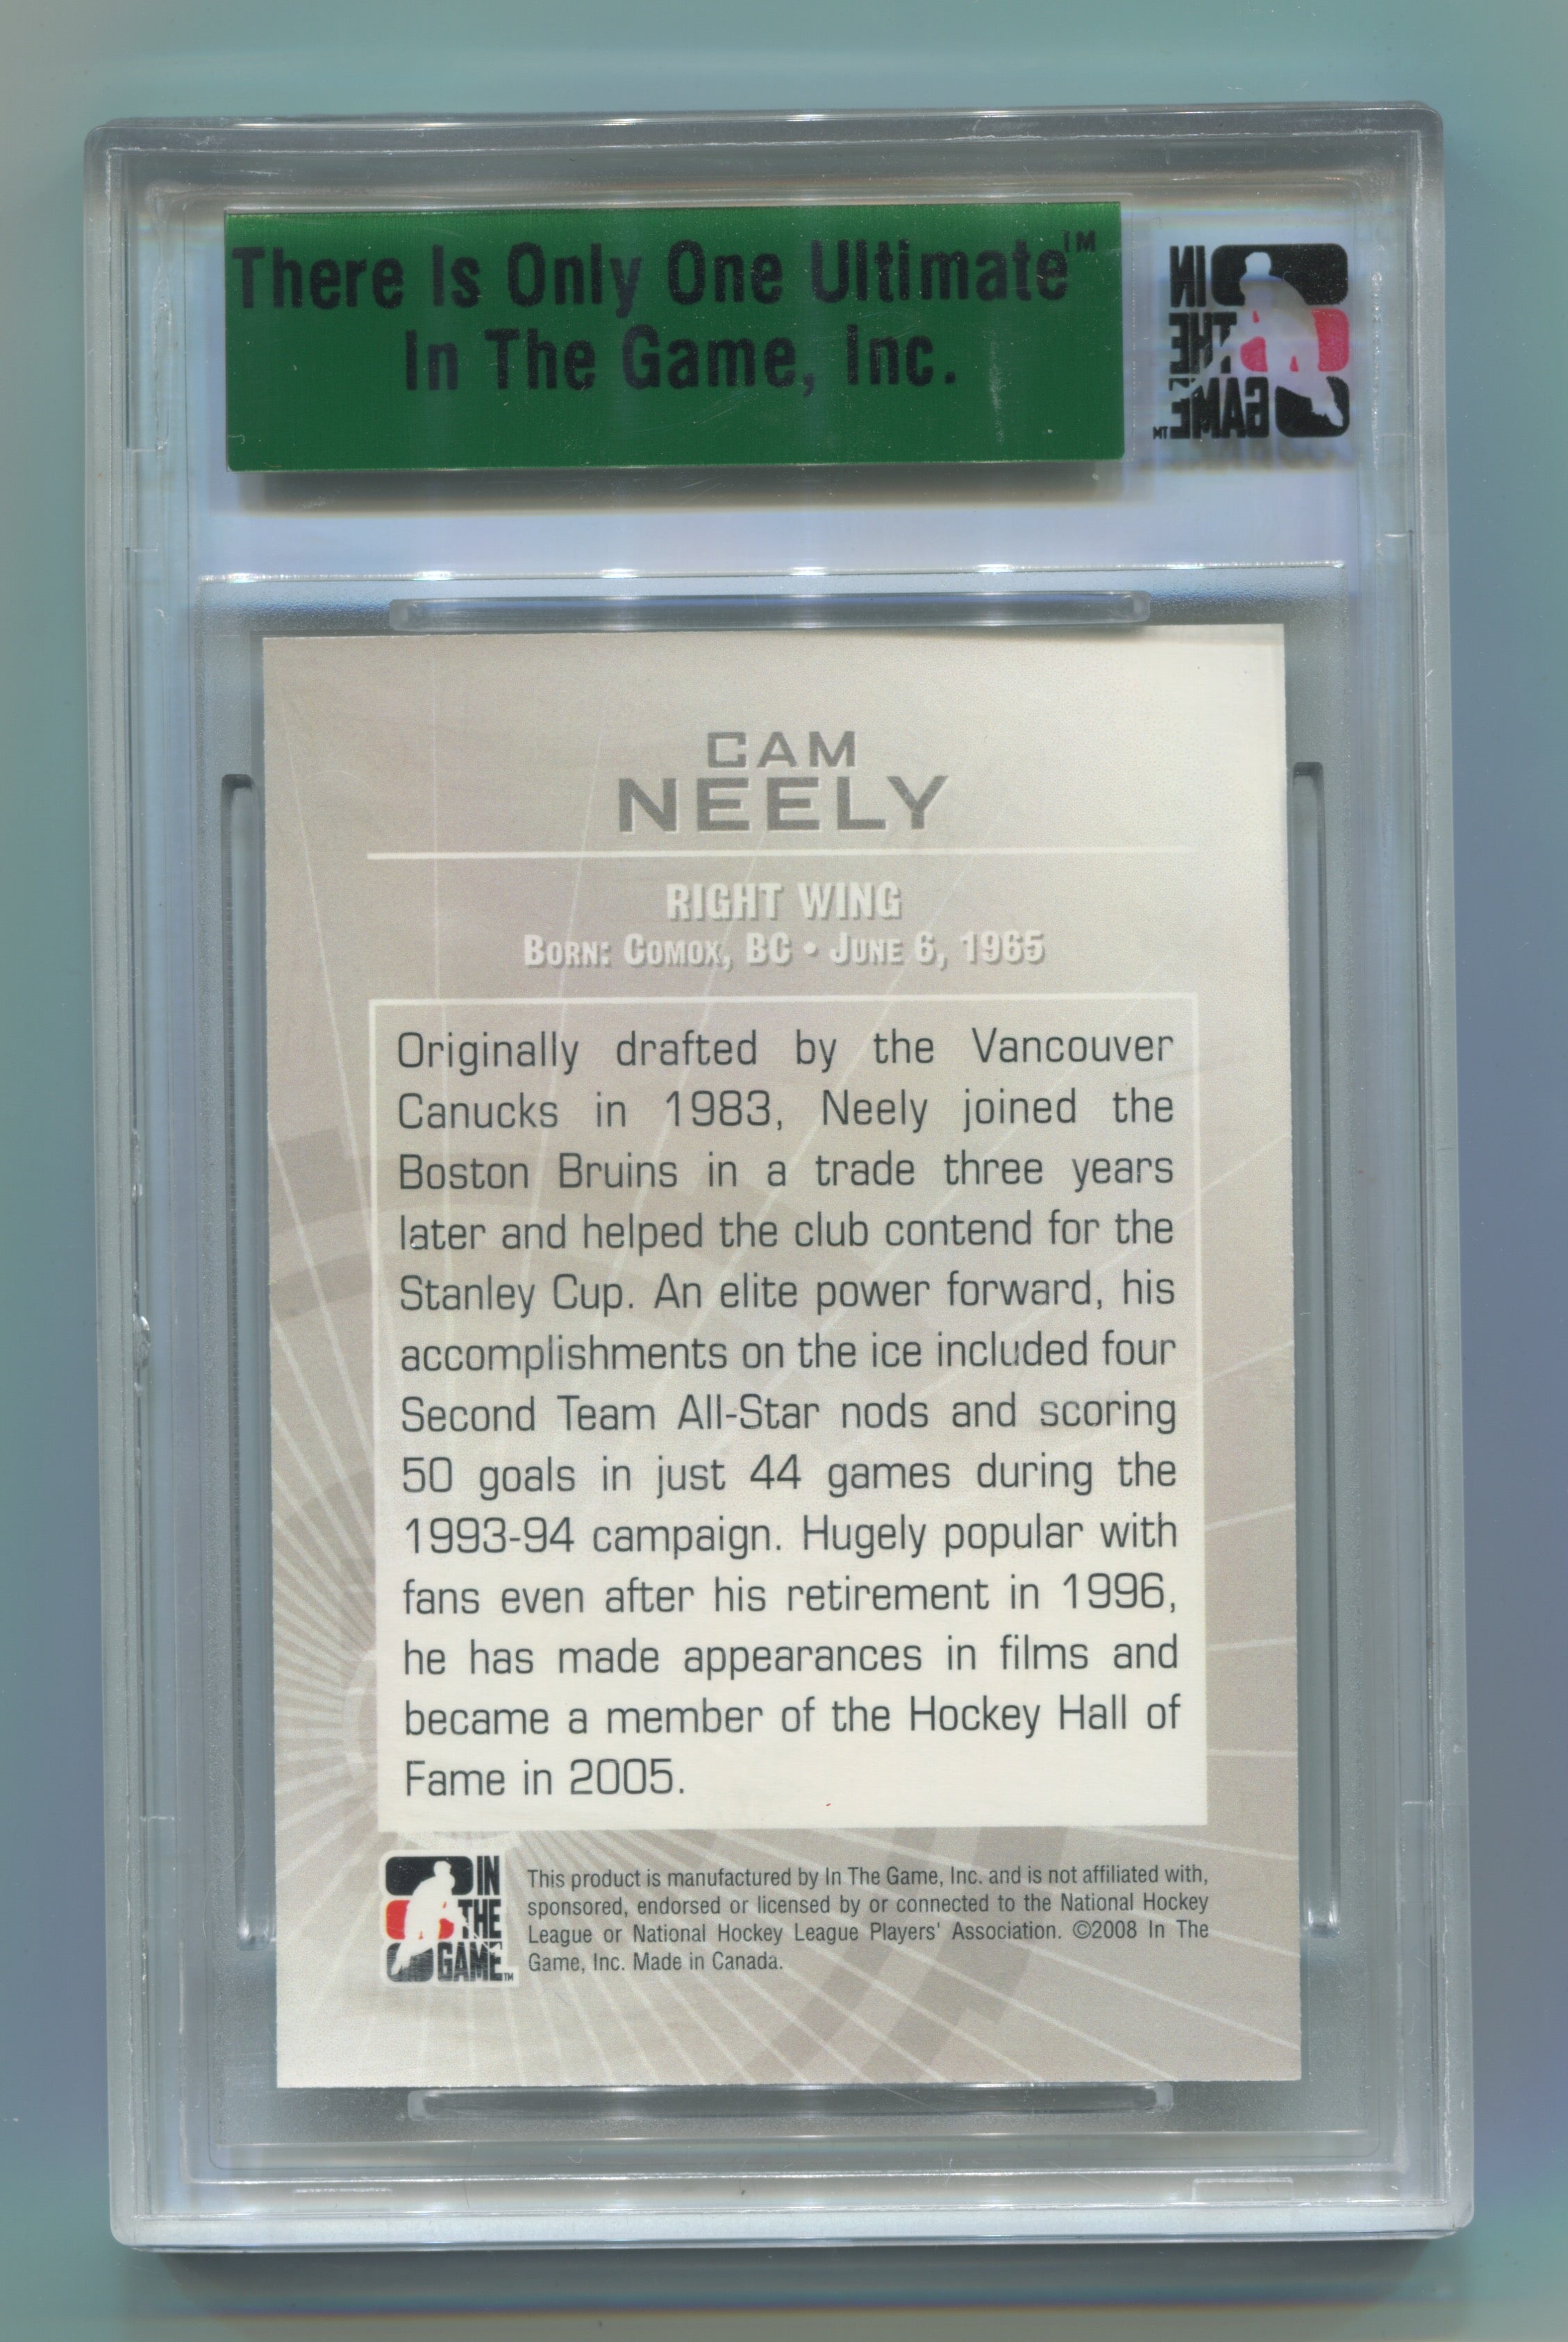 There Is Only One Ultimate™
In The Game, Inc.
IN
THE
GAME™
CAM
NEELY
RIGHT WING
BORN: COMOX, BC • JUNE 6, 1965
Originally drafted by the Vancouver
Canucks in 1983, Neely joined the
Boston Bruins in a trade three years
later and helped the club contend for the
Stanley Cup. An elite power forward, his
accomplishments on the ice included four
Second Team All-Star nods and scoring
50 goals in just 44 games during the
1993-94 campaign. Hugely popular with
fans even after his retirement in 1996,
he has made appearances in films and
became a member of the Hockey Hall of
Fame in 2005.
IN
THE
GAME™
This product is manufactured by In The Game, Inc. and is not affiliated with,
sponsored, endorsed or licensed by or connected to the National Hockey
League or National Hockey League Players' Association. ©2008 In The
Game, Inc. Made in Canada.